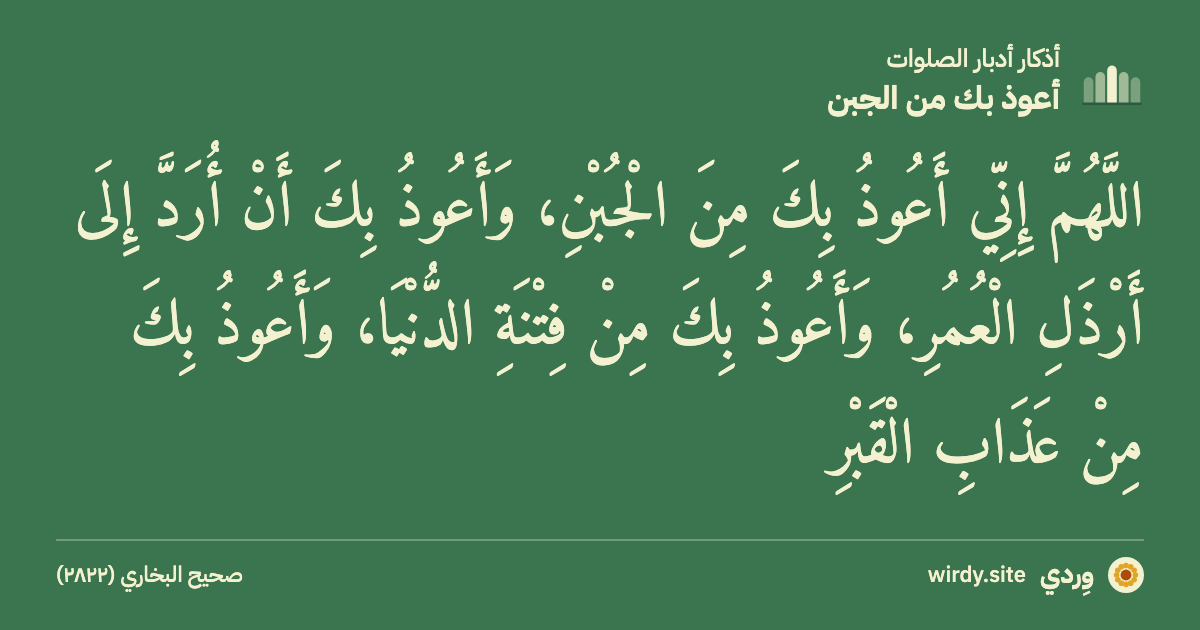 أذكار أدبار الصلوات
أعوذ بك من الجبن
اللَّهُمَّ إِنِّي أَعُوذُ بِكَ مِنَ الْجُبْنِ، وَأَعُوذُ بِكَ أَنْ أُرَدَّ إِلَى
أَرْذَلِ الْعُمُرِ، وَأَعُوذُ بِكَ مِنْ فِتْنَةِ الدُّنْيَا، وَأَعُوذُ بِكَ
مِنْ عَذَابِ الْقَبْرِ
وِردي wirdy.site
صحيح البخاري (٢٨٢٢)